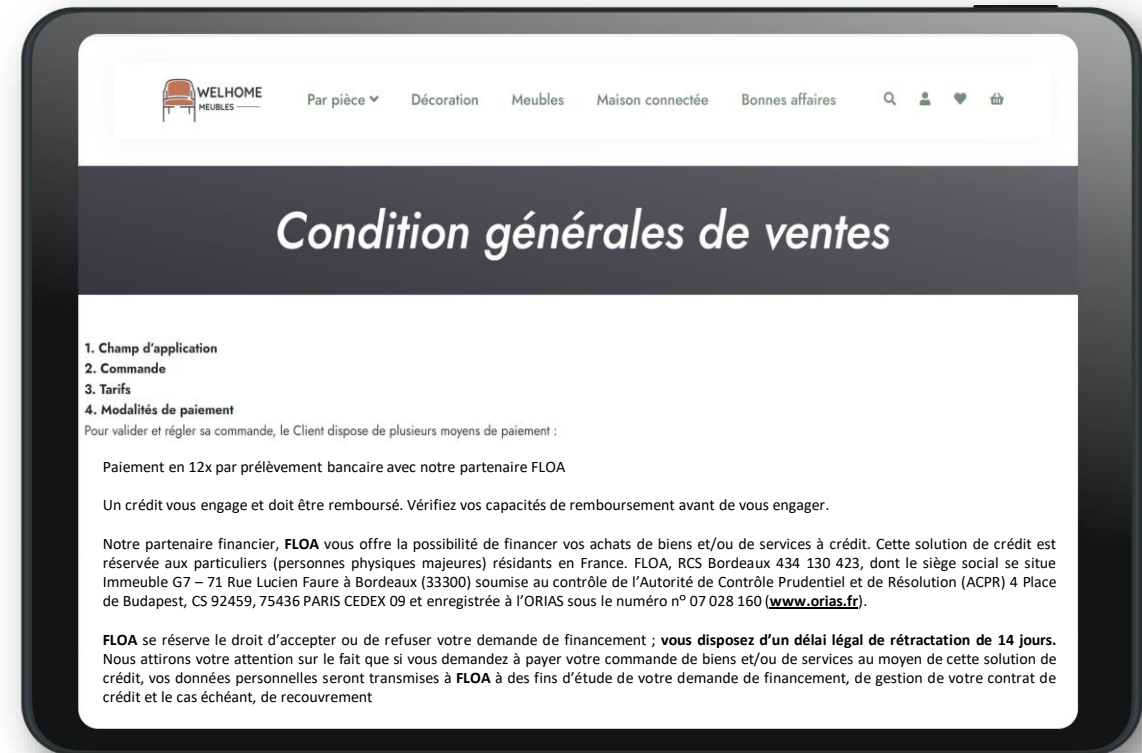 WELHOME
MEUBLES
Par pièce Décoration Meubles Maison connectée Bonnes affaires
Condition générales de ventes
1. Champ d'application
2. Commande
3. Tarifs
4. Modalités de paiement
Pour valider et régler sa commande, le Client dispose de plusieurs moyens de paiement :
Paiement en 12x par prélèvement bancaire avec notre partenaire FLOA
Un crédit vous engage et doit être remboursé. Vérifiez vos capacités de remboursement avant de vous engager.
Notre partenaire financier, FLOA vous offre la possibilité de financer vos achats de biens et/ou de services à crédit. Cette solution de crédit est
réservée aux particuliers (personnes physiques majeures) résidants en France. FLOA, RCS Bordeaux 434 130 423, dont le siège social se situe
Immeuble G7 – 71 Rue Lucien Faure à Bordeaux (33300) soumise au contrôle de l'Autorité de Contrôle Prudentiel et de Résolution (ACPR) 4 Place
de Budapest, CS 92459, 75436 PARIS CEDEX 09 et enregistrée à l'ORIAS sous le numéro n° 07 028 160 (www.orias.fr).
FLOA se réserve le droit d'accepter ou de refuser votre demande de financement ; vous disposez d'un délai légal de rétractation de 14 jours.
Nous attirons votre attention sur le fait que si vous demandez à payer votre commande de biens et/ou de services au moyen de cette solution de
crédit, vos données personnelles seront transmises à FLOA à des fins d'étude de votre demande de financement, de gestion de votre contrat de
crédit et le cas échéant, de recouvrement